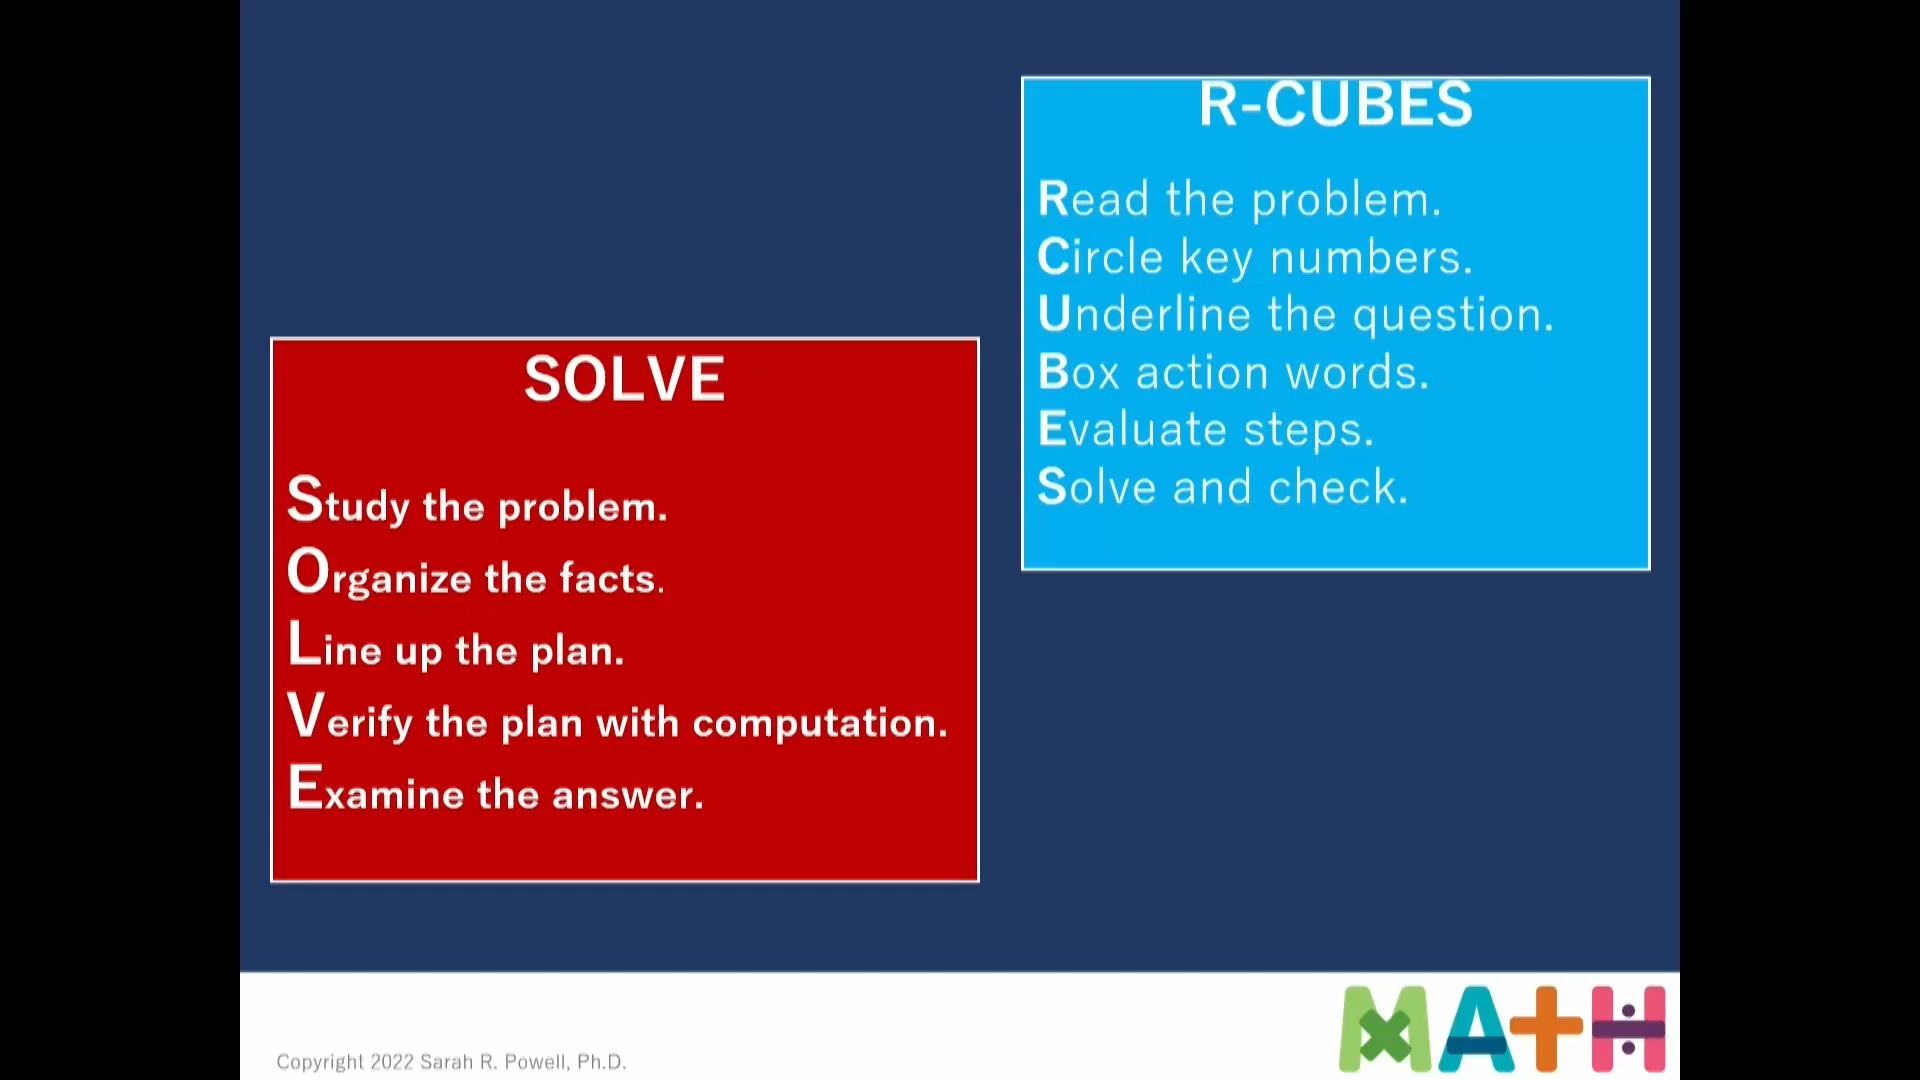 R-CUBES
Read the problem.
Circle key numbers.
Underline the question.
Box action words.
Evaluate steps.
Solve and check.
SOLVE
Study the problem.
Organize the facts.
Line up the plan.
Verify the plan with computation.
Examine the answer.
Copyright 2022 Sarah R. Powell, Ph.D.
MATH